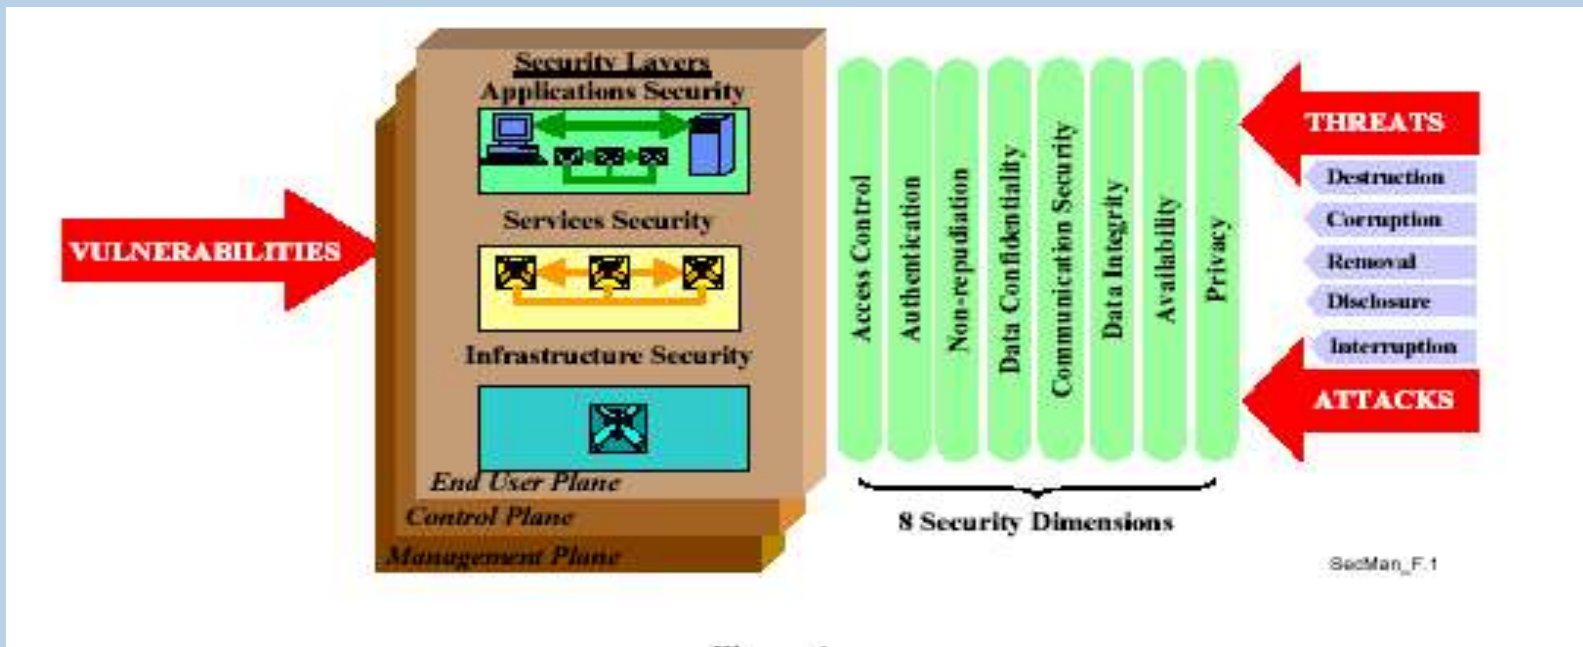 Security Layers
Applications Security
Services Security
Infrastructure Security
End User Plane
Control Plane
Management Plane
VULNERABILITIES
Access Control
Authentication
Non-repudiation
Data Confidentiality
Communication Security
Data Integrity
Availability
Privacy
8 Security Dimensions
THREATS
Destruction
Corruption
Removal
Disclosure
Interruption
ATTACKS
SecMan_F.1